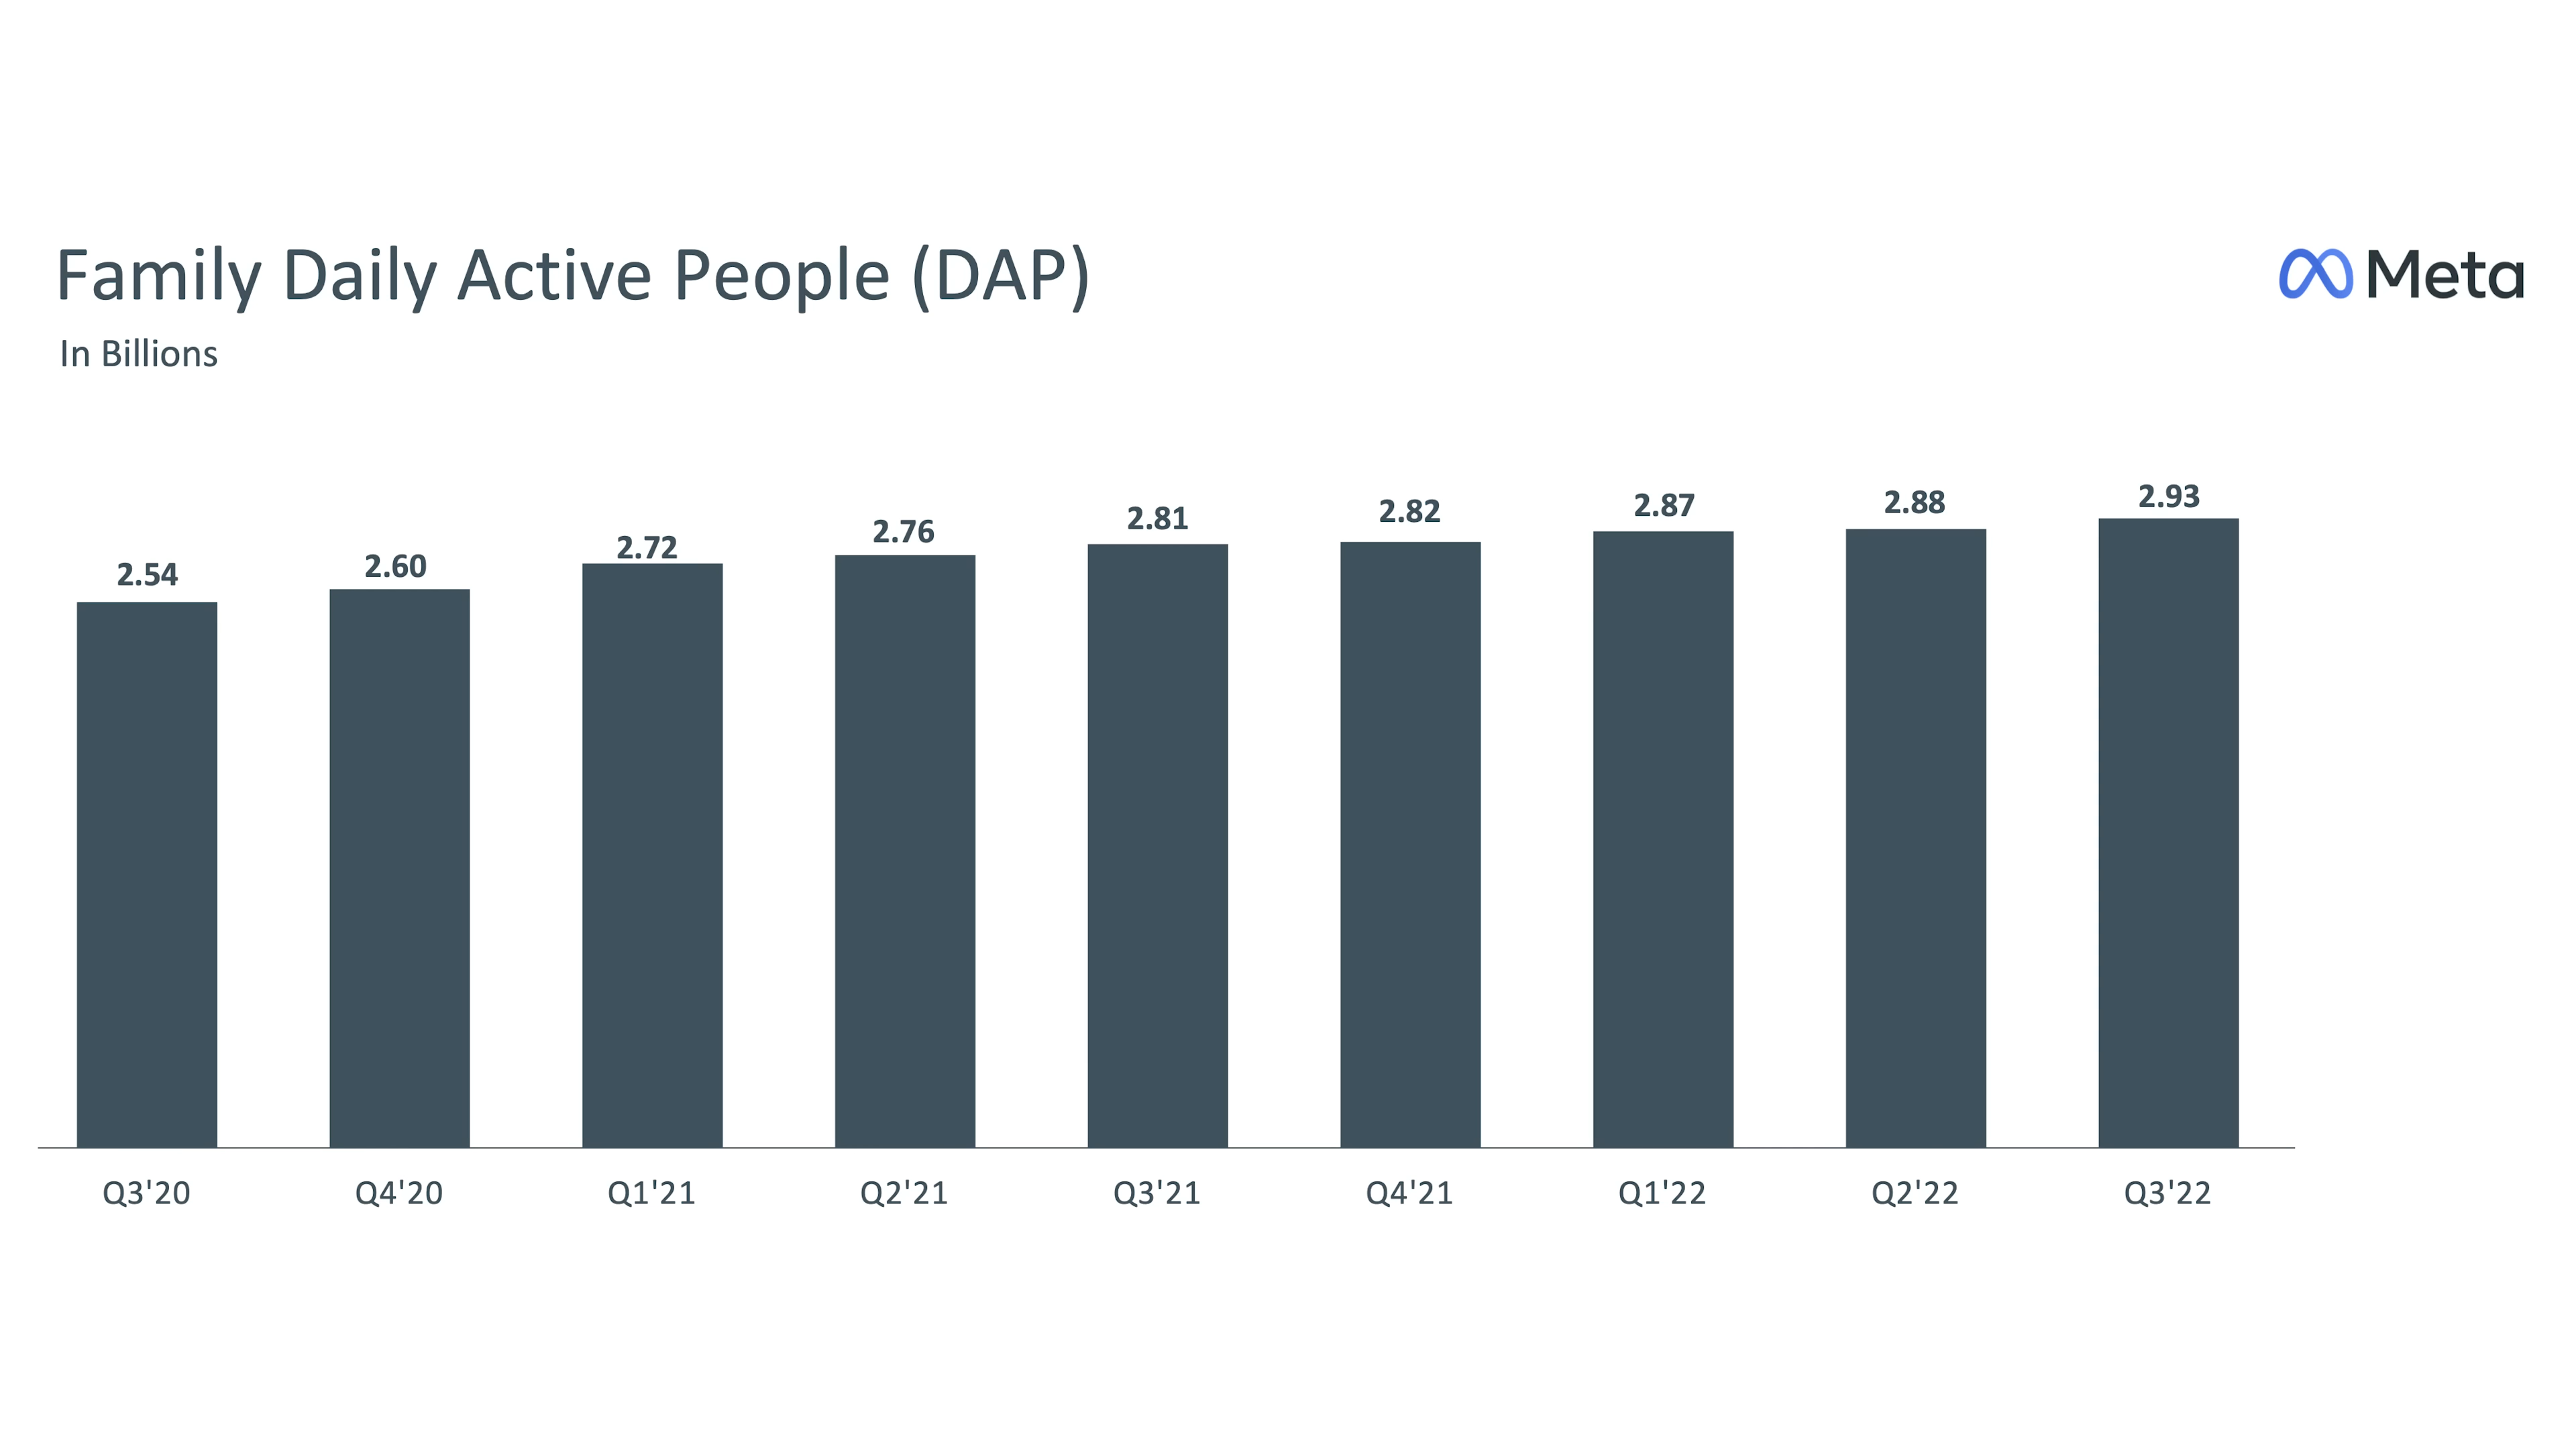 Family Daily Active People (DAP)
Meta
In Billions
2.54
2.60
2.72
2.76
2.81
2.82
2.87
2.88
2.93
Q3'20
Q4'20
Q1'21
Q2'21
Q3'21
Q4'21
Q1'22
Q2'22
Q3'22